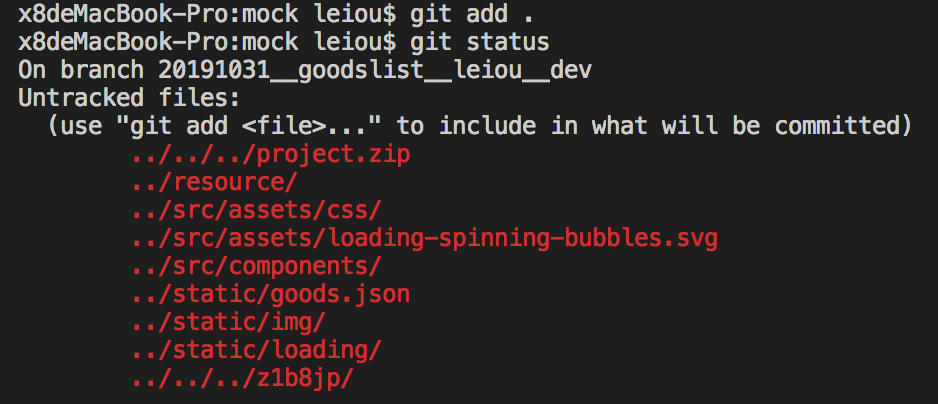 x8deMacBook-Pro:mock leiou$ git add .
x8deMacBook-Pro:mock leiou$ git status
On branch 20191031__goodslist__leiou__dev
Untracked files:
  (use "git add <file>..." to include in what will be committed)
        ../../../project.zip
        ../resource/
        ../src/assets/css/
        ../src/assets/loading-spinning-bubbles.svg
        ../src/components/
        ../static/goods.json
        ../static/img/
        ../static/loading/
        ../../../z1b8jp/